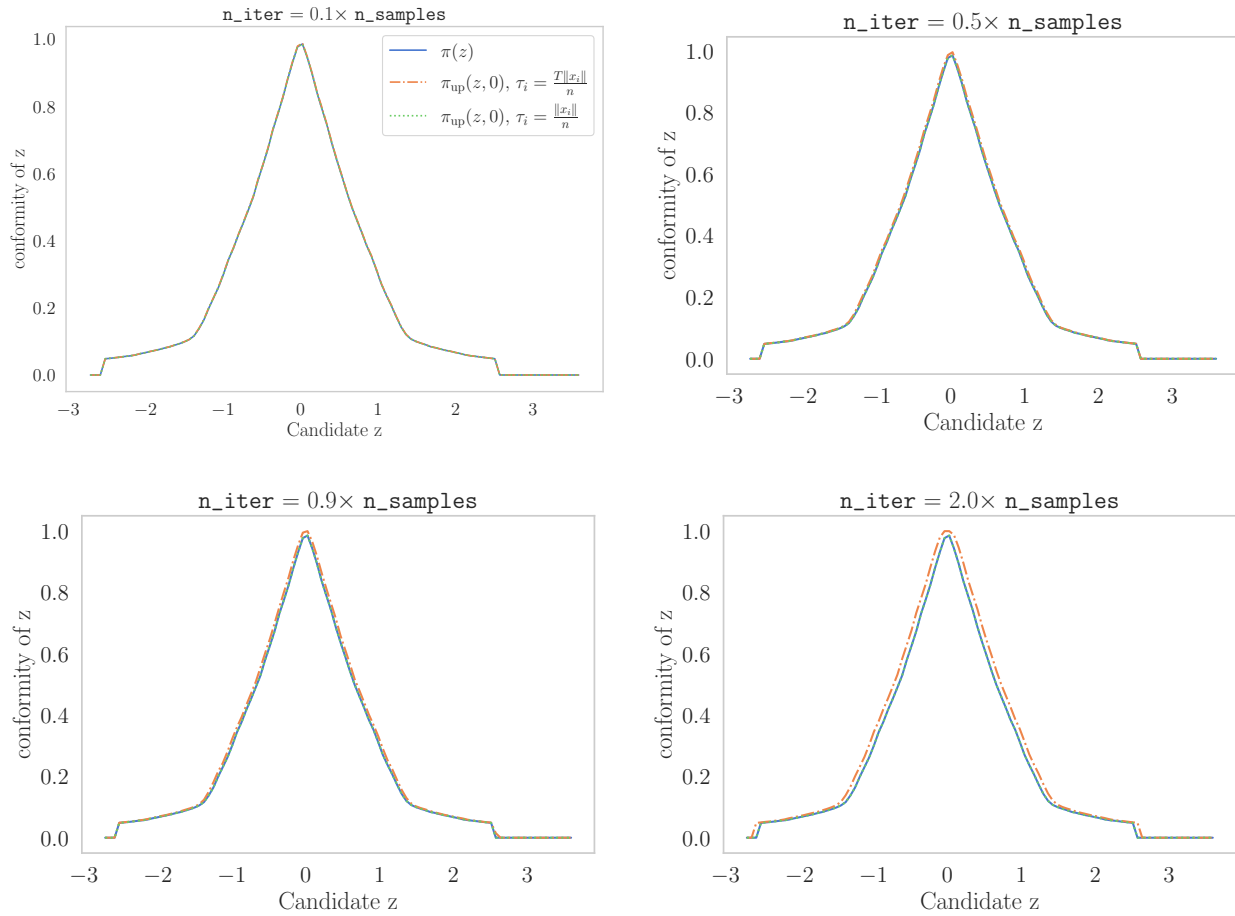 n_iter = 0.1× n_samples
π(z)
π_up(z, 0), τ_i = T‖x_i‖/n
π_up(z, 0), τ_i = ‖x_i‖/n
conformity of z
1.0
0.8
0.6
0.4
0.2
0.0
−3 −2 −1 0 1 2 3
Candidate z
n_iter = 0.5× n_samples
conformity of z
1.0
0.8
0.6
0.4
0.2
0.0
−3 −2 −1 0 1 2 3
Candidate z
n_iter = 0.9× n_samples
conformity of z
1.0
0.8
0.6
0.4
0.2
0.0
−3 −2 −1 0 1 2 3
Candidate z
n_iter = 2.0× n_samples
conformity of z
1.0
0.8
0.6
0.4
0.2
0.0
−3 −2 −1 0 1 2 3
Candidate z